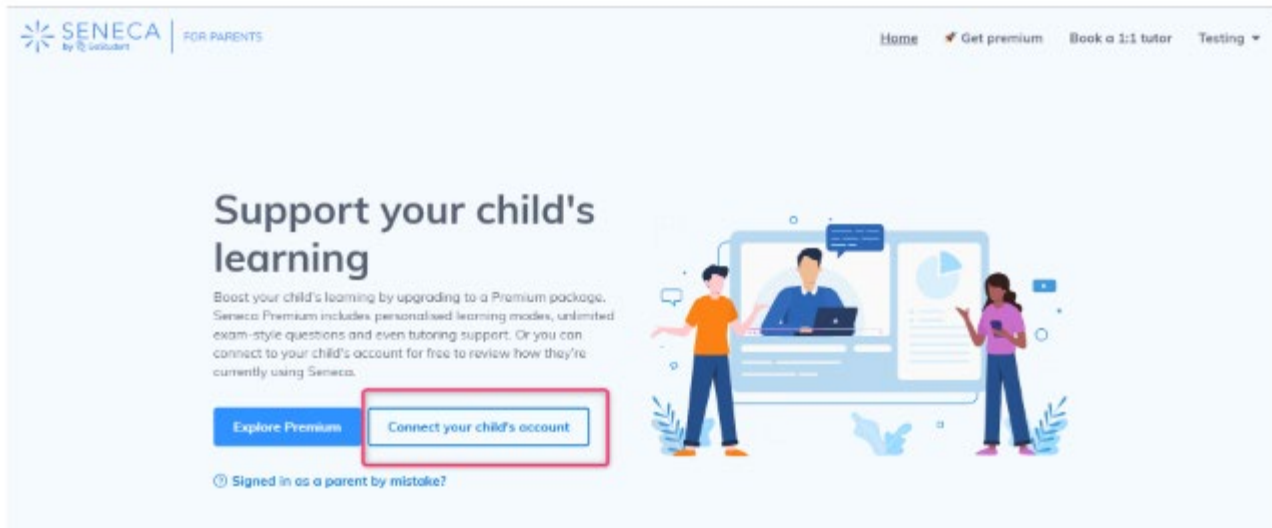 SENECA
by GoStudent
FOR PARENTS
Home
Get premium
Book a 1:1 tutor
Testing
Support your child's
learning
Boost your child's learning by upgrading to a Premium package.
Seneca Premium includes personalised learning modes, unlimited
exam-style questions and even tutoring support. Or you can
connect to your child's account for free to review how they're
currently using Seneca.
Explore Premium
Connect your child's account
Signed in as a parent by mistake?